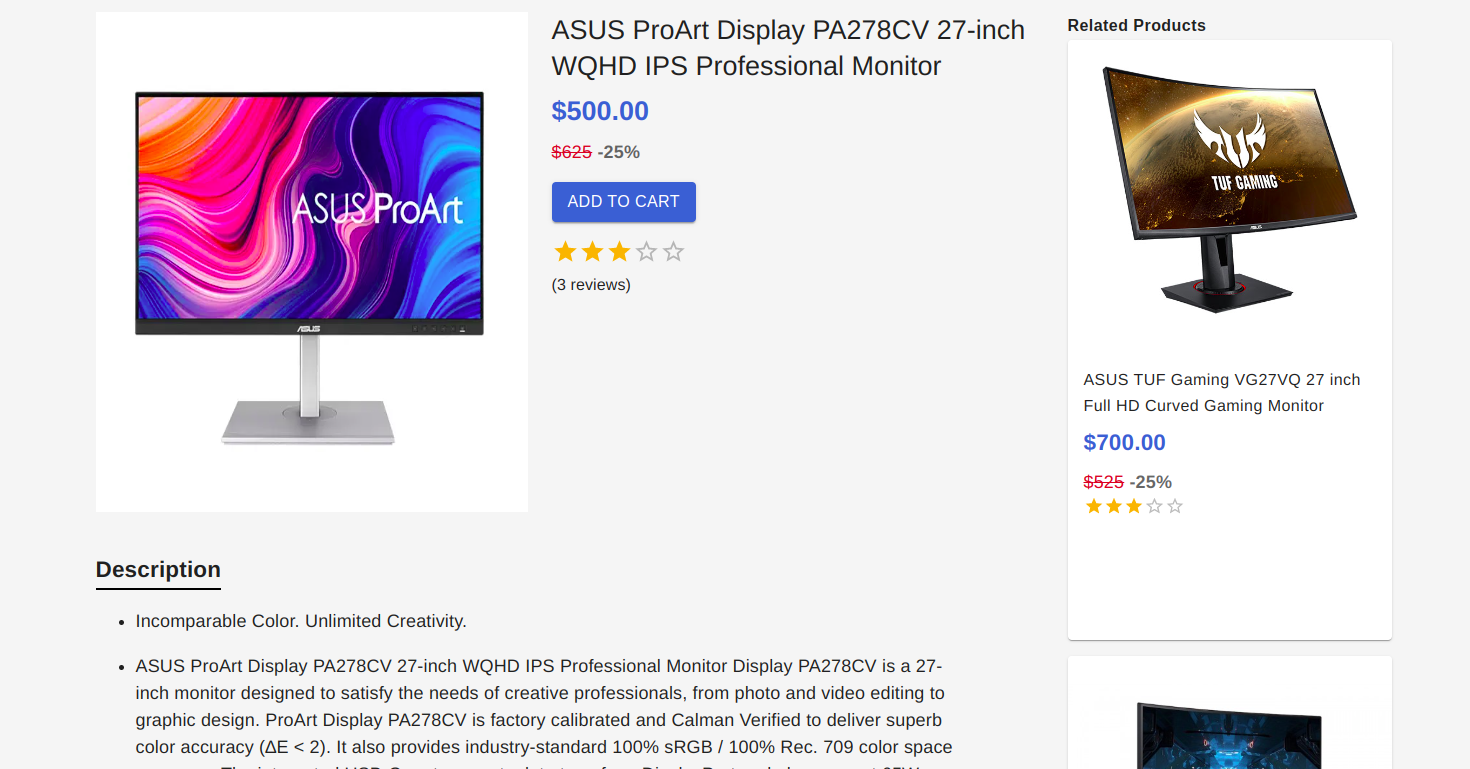 ASUS ProArt
ASUS
ASUS ProArt Display PA278CV 27-inch
WQHD IPS Professional Monitor
$500.00
$625 -25%
ADD TO CART
(3 reviews)
Description
• Incomparable Color. Unlimited Creativity.
• ASUS ProArt Display PA278CV 27-inch WQHD IPS Professional Monitor Display PA278CV is a 27-
inch monitor designed to satisfy the needs of creative professionals, from photo and video editing to
graphic design. ProArt Display PA278CV is factory calibrated and Calman Verified to deliver superb
color accuracy (ΔE < 2). It also provides industry-standard 100% sRGB / 100% Rec. 709 color space
Related Products
TUF GAMING
ASUS
ASUS TUF Gaming VG27VQ 27 inch
Full HD Curved Gaming Monitor
$700.00
$525 -25%